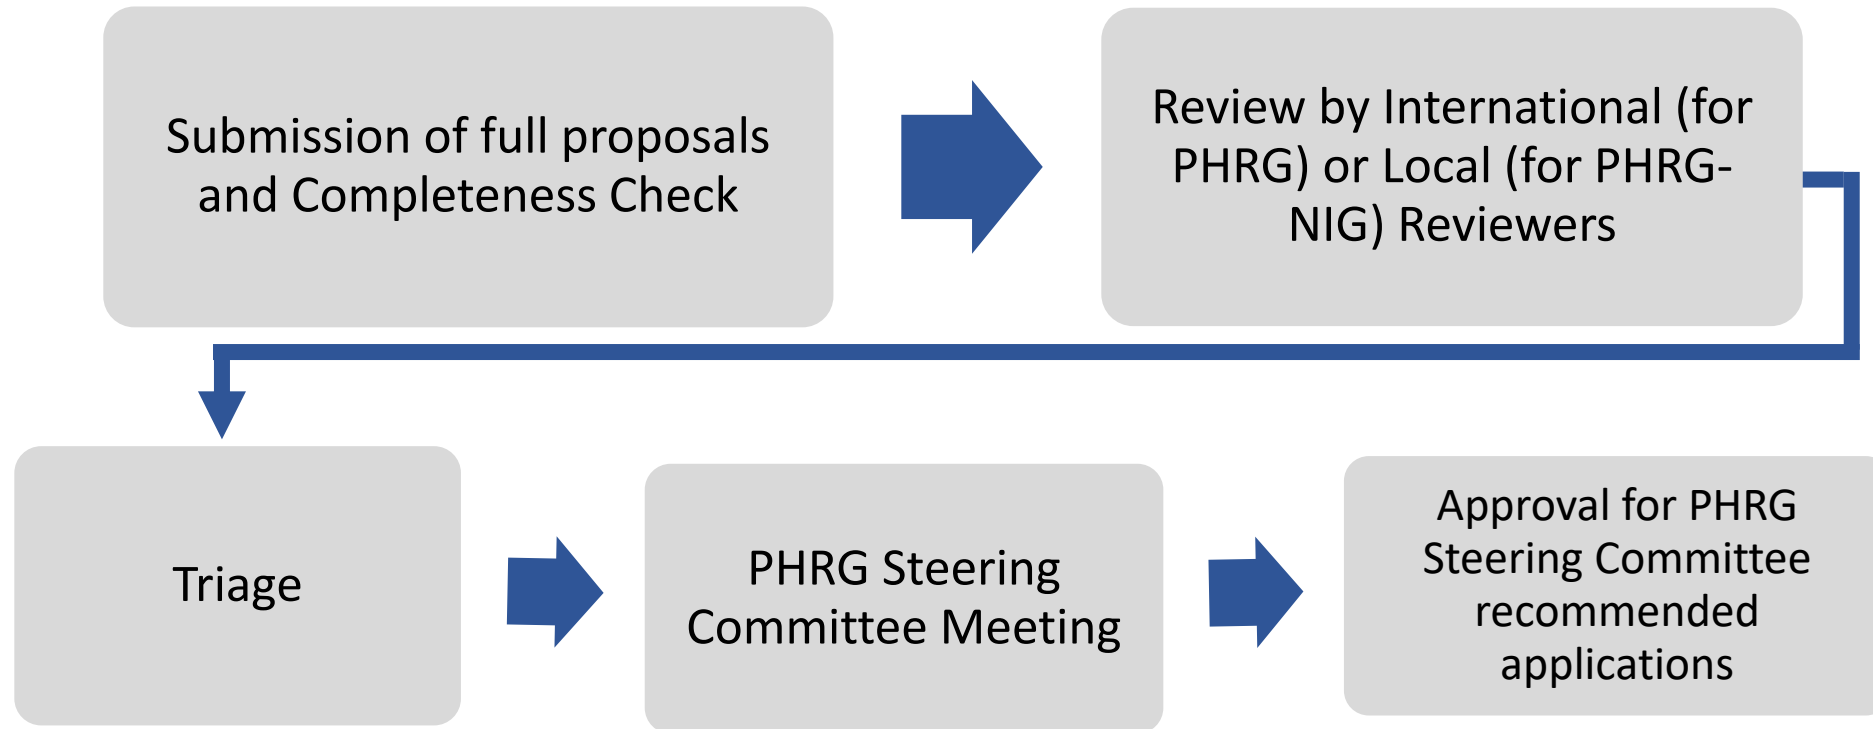 Submission of full proposals
and Completeness Check
Review by International (for
PHRG) or Local (for PHRG-
NIG) Reviewers
Triage
PHRG Steering
Committee Meeting
Approval for PHRG
Steering Committee
recommended
applications